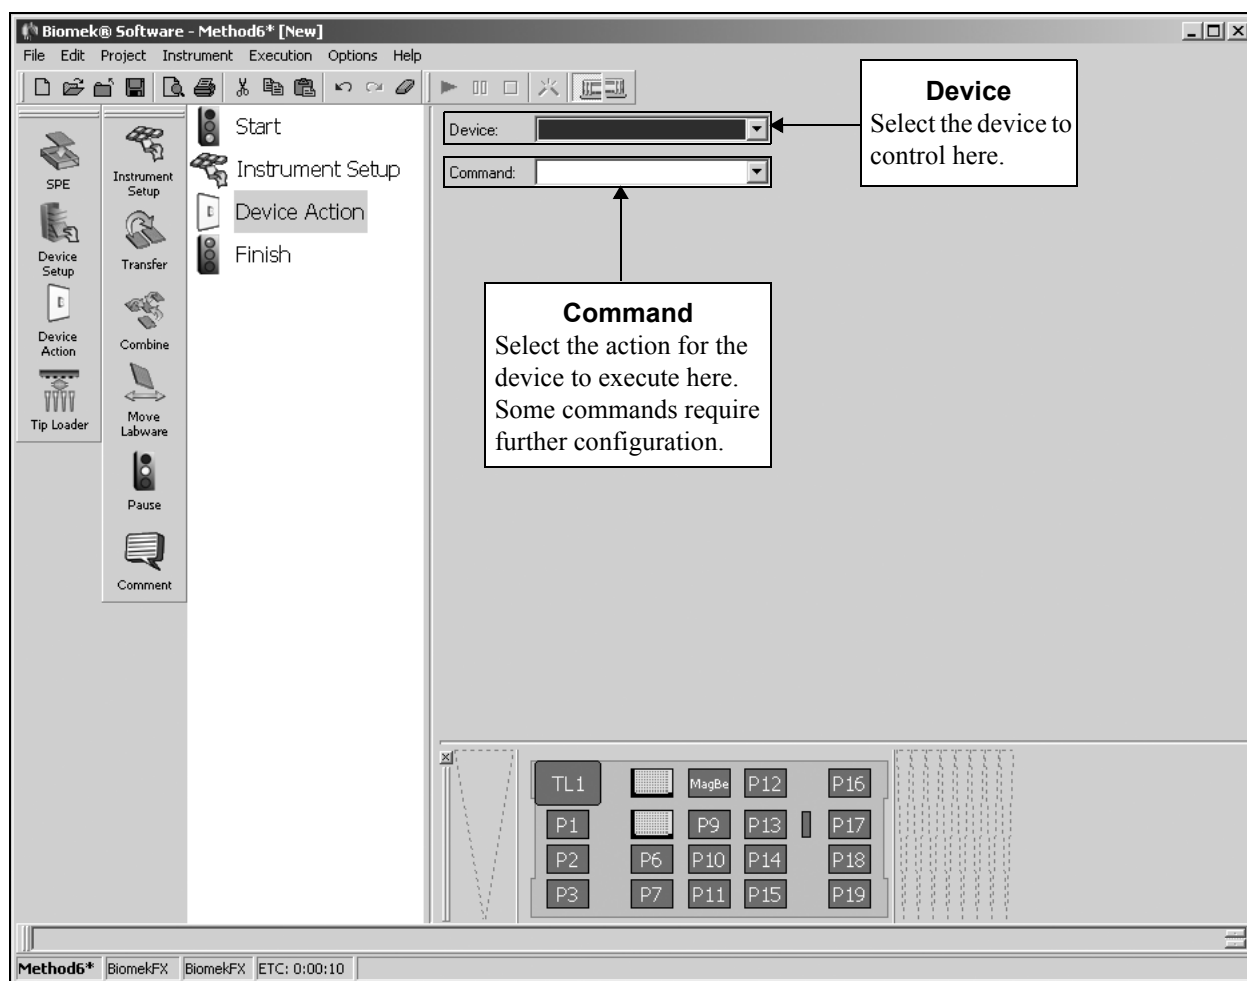 Biomek® Software - Method6* [New]
File Edit Project Instrument Execution Options Help
SPE
Device
Setup
Device
Action
Tip Loader
Instrument
Setup
Transfer
Combine
Move
Labware
Pause
Comment
Start
Instrument Setup
Device Action
Finish
Device:
Command:
Device
Select the device to
control here.
Command
Select the action for the
device to execute here.
Some commands require
further configuration.
TL1 MagBe P12 P16
P1 P9 P13 P17
P2 P6 P10 P14 P18
P3 P7 P11 P15 P19
Method6* BiomekFX BiomekFX ETC: 0:00:10